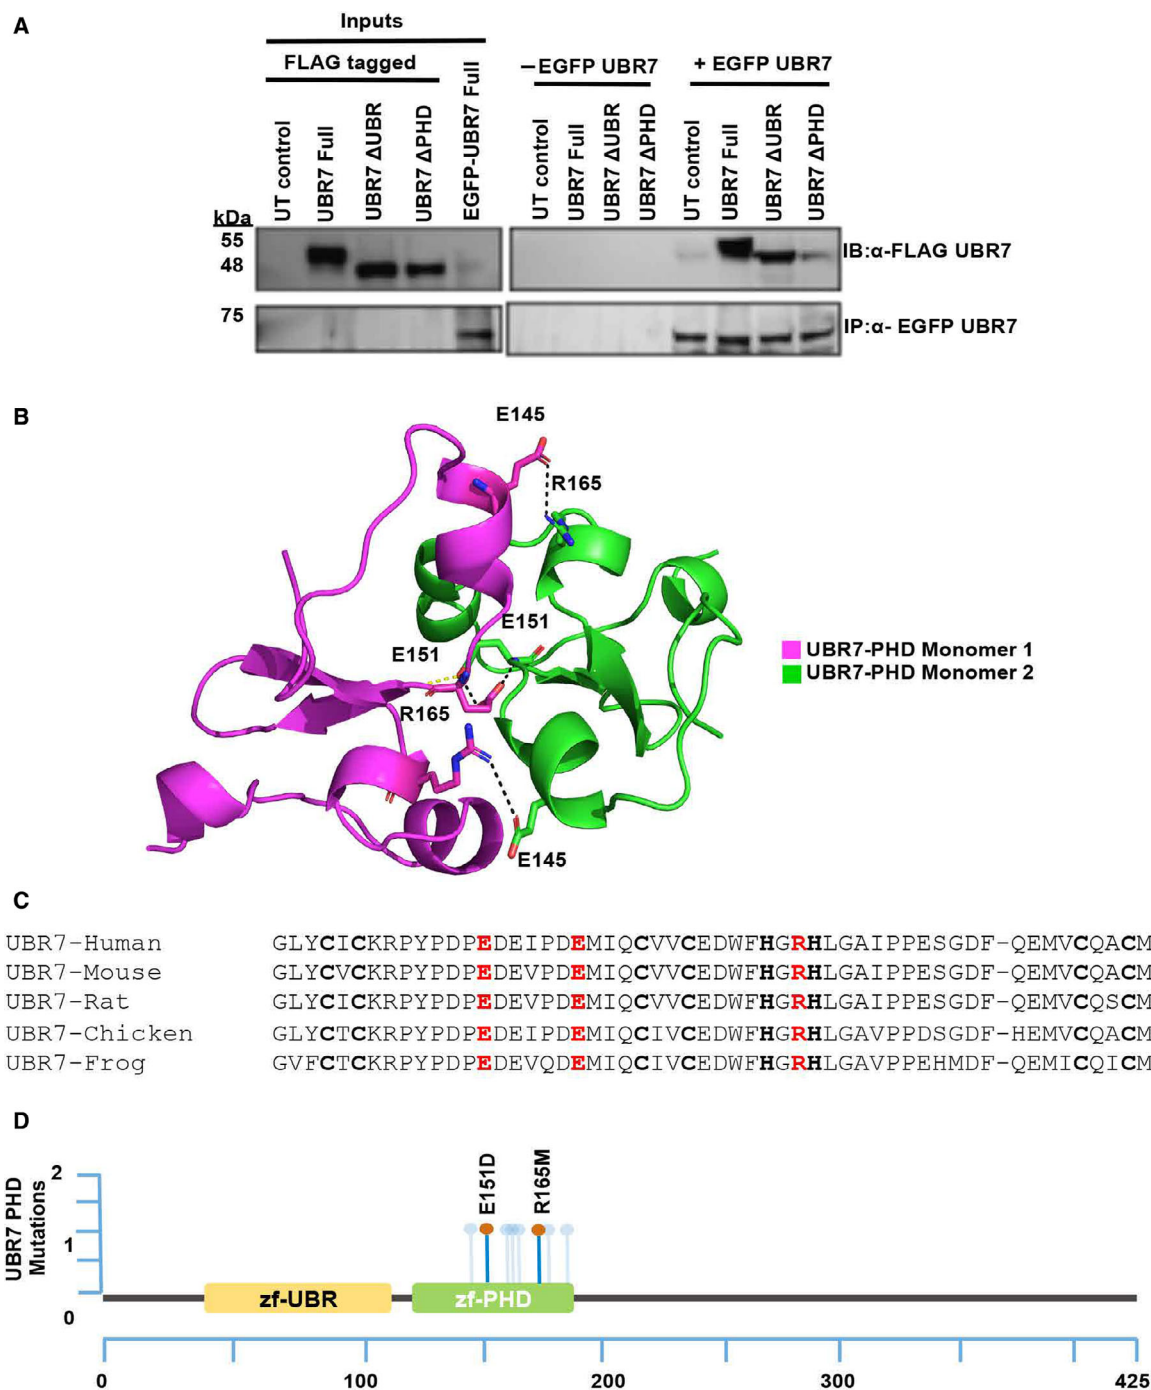 A
Inputs
FLAG tagged
– EGFP UBR7
+ EGFP UBR7
UT control
UBR7 Full
UBR7 ΔUBR
UBR7 ΔPHD
EGFP-UBR7 Full
UT control
UBR7 Full
UBR7 ΔUBR
UBR7 ΔPHD
UT control
UBR7 Full
UBR7 ΔUBR
UBR7 ΔPHD
kDa
55
48
IB:α-FLAG UBR7
75
IP:α- EGFP UBR7
B
E145
R165
E151
E151
R165
E145
UBR7-PHD Monomer 1
UBR7-PHD Monomer 2
C
UBR7-Human GLYCICKRPYPDPEDEIPDEMIQCVVCEDWFHGRHLGAIPPESGDF-QEMVCQACM
UBR7-Mouse GLYCVCKRPYPDPEDEVPDEMIQCVVCEDWFHGRHLGAIPPESGDF-QEMVCQACM
UBR7-Rat GLYCICKRPYPDPEDEVPDEMIQCVVCEDWFHGRHLGAIPPESGDF-QEMVCQSCM
UBR7-Chicken GLYCTCKRPYPDPEDEIPDEMIQCIVCEDWFHGRHLGAVPPDSGDF-HEMVCQACM
UBR7-Frog GVFCTCKRPYPDPEDEVQDEMIQCIVCEDWFHGRHLGAVPPEHMDF-QEMICQICM
D
UBR7 PHD
Mutations
2
1
0
E151D
R165M
zf-UBR
zf-PHD
0
100
200
300
425